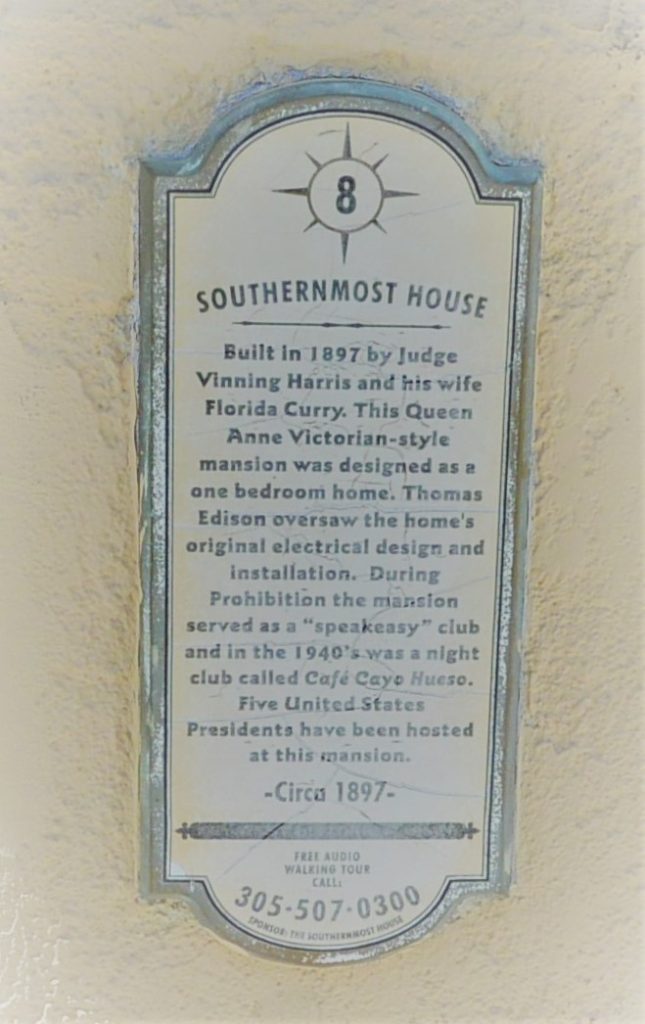 8
SOUTHERNMOST HOUSE
Built in 1897 by Judge
Vinning Harris and his wife
Florida Curry. This Queen
Anne Victorian-style
mansion was designed as a
one bedroom home. Thomas
Edison oversaw the home's
original electrical design and
installation. During
Prohibition the mansion
served as a "speakeasy" club
and in the 1940's was a night
club called Café Cayo Hueso.
Five United States
Presidents have been hosted
at this mansion.
-Circa 1897-
FREE AUDIO
WALKING TOUR
CALL:
305-507-0300
SPONSOR: THE SOUTHERNMOST HOUSE